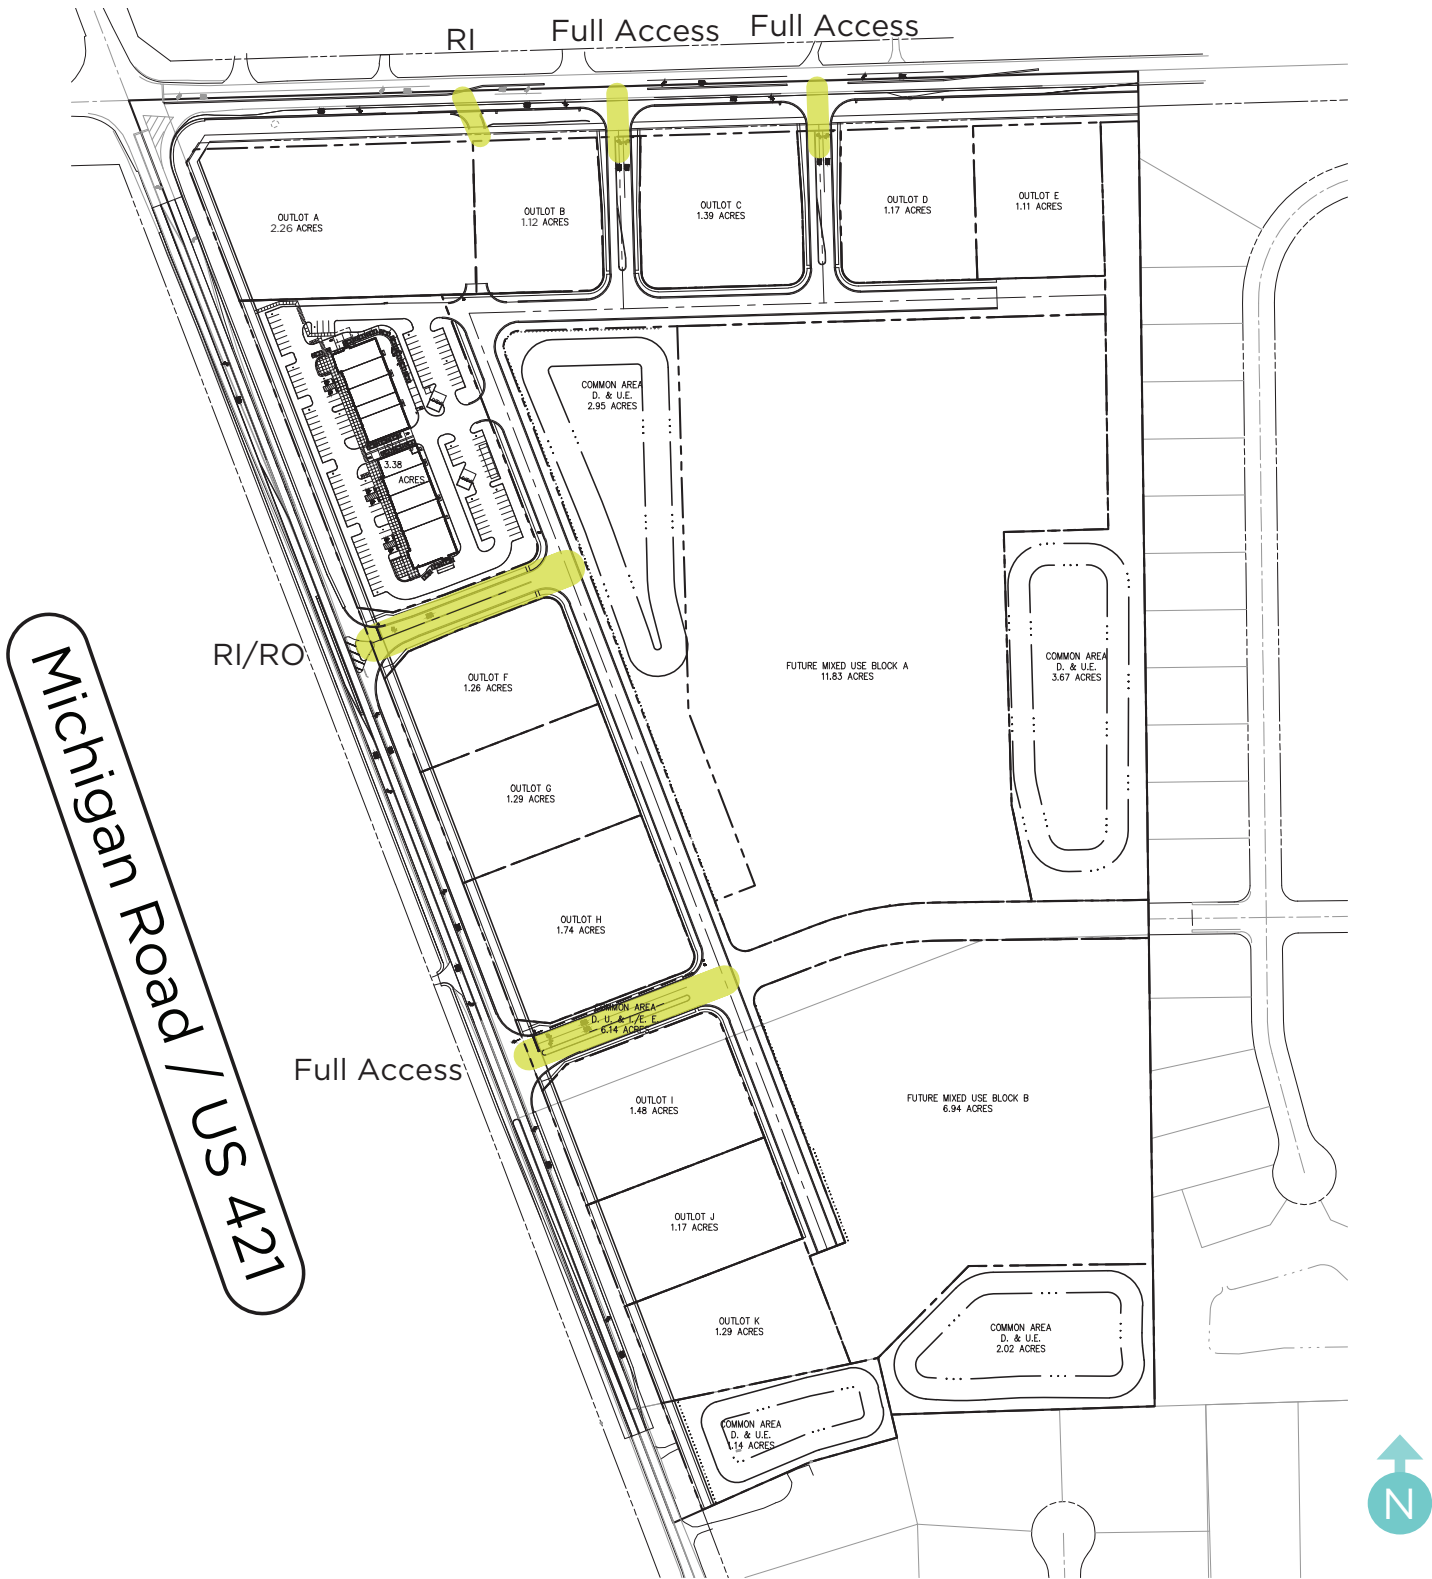 RI
Full Access
Full Access
OUTLOT A
2.26 ACRES
OUTLOT B
1.12 ACRES
OUTLOT C
1.39 ACRES
OUTLOT D
1.17 ACRES
OUTLOT E
1.11 ACRES
COMMON AREA
D. & U.E.
2.95 ACRES
3.38
ACRES
RI/RO
OUTLOT F
1.26 ACRES
FUTURE MIXED USE BLOCK A
11.83 ACRES
COMMON AREA
D. & U.E.
3.67 ACRES
Michigan Road / US 421
OUTLOT G
1.29 ACRES
OUTLOT H
1.74 ACRES
COMMON AREA
D. U. & I./E. E.
6.14 ACRES
Full Access
OUTLOT I
1.48 ACRES
FUTURE MIXED USE BLOCK B
6.94 ACRES
OUTLOT J
1.17 ACRES
OUTLOT K
1.29 ACRES
COMMON AREA
D. & U.E.
2.02 ACRES
COMMON AREA
D. & U.E.
1.14 ACRES
N